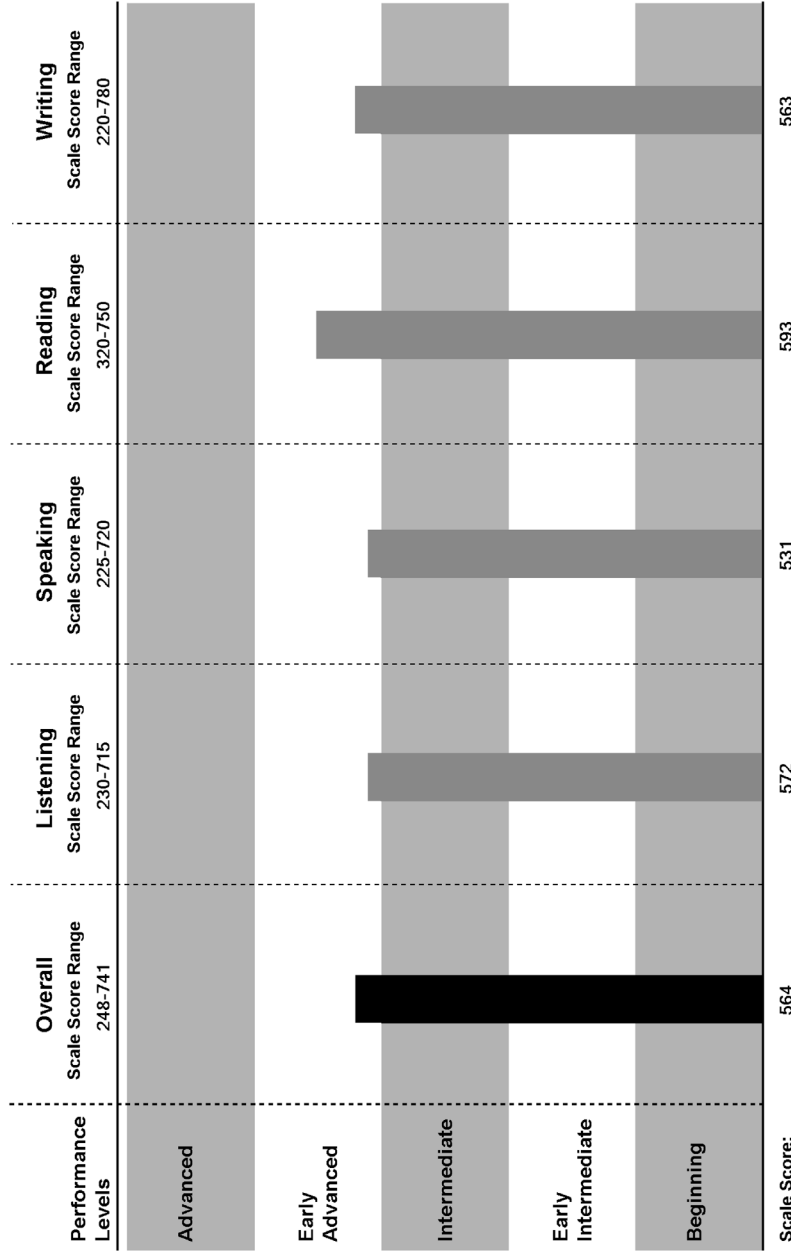 Performance
Levels
Overall
Scale Score Range
248-741
Listening
Scale Score Range
230-715
Speaking
Scale Score Range
225-720
Reading
Scale Score Range
320-750
Writing
Scale Score Range
220-780
Advanced
Early
Advanced
Intermediate
Early
Intermediate
Beginning
Scale Score:
564
572
531
593
563